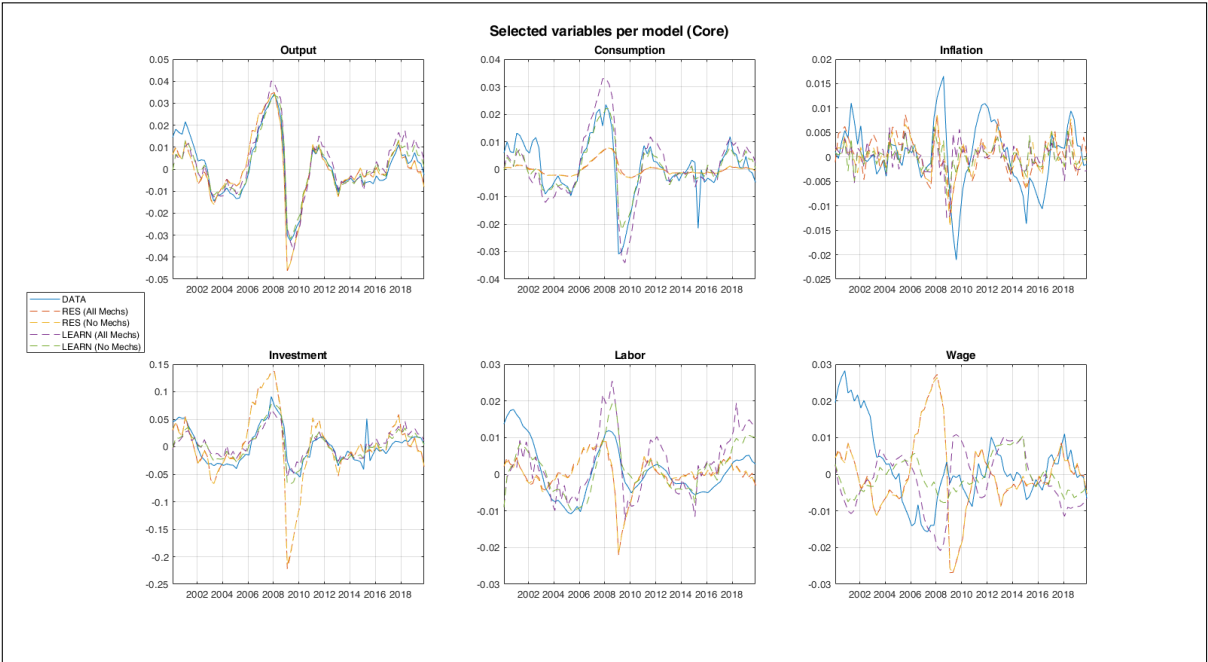 Selected variables per model (Core)
Output
0.05
0.04
0.03
0.02
0.01
0
-0.01
-0.02
-0.03
-0.04
-0.05
2002 2004 2006 2008 2010 2012 2014 2016 2018
Consumption
0.04
0.03
0.02
0.01
0
-0.01
-0.02
-0.03
-0.04
2002 2004 2006 2008 2010 2012 2014 2016 2018
Inflation
0.02
0.015
0.01
0.005
0
-0.005
-0.01
-0.015
-0.02
-0.025
2002 2004 2006 2008 2010 2012 2014 2016 2018
DATA
RES (All Mechs)
RES (No Mechs)
LEARN (All Mechs)
LEARN (No Mechs)
Investment
0.15
0.1
0.05
0
-0.05
-0.1
-0.15
-0.2
-0.25
2002 2004 2006 2008 2010 2012 2014 2016 2018
Labor
0.03
0.02
0.01
0
-0.01
-0.02
-0.03
2002 2004 2006 2008 2010 2012 2014 2016 2018
Wage
0.03
0.02
0.01
0
-0.01
-0.02
-0.03
2002 2004 2006 2008 2010 2012 2014 2016 2018